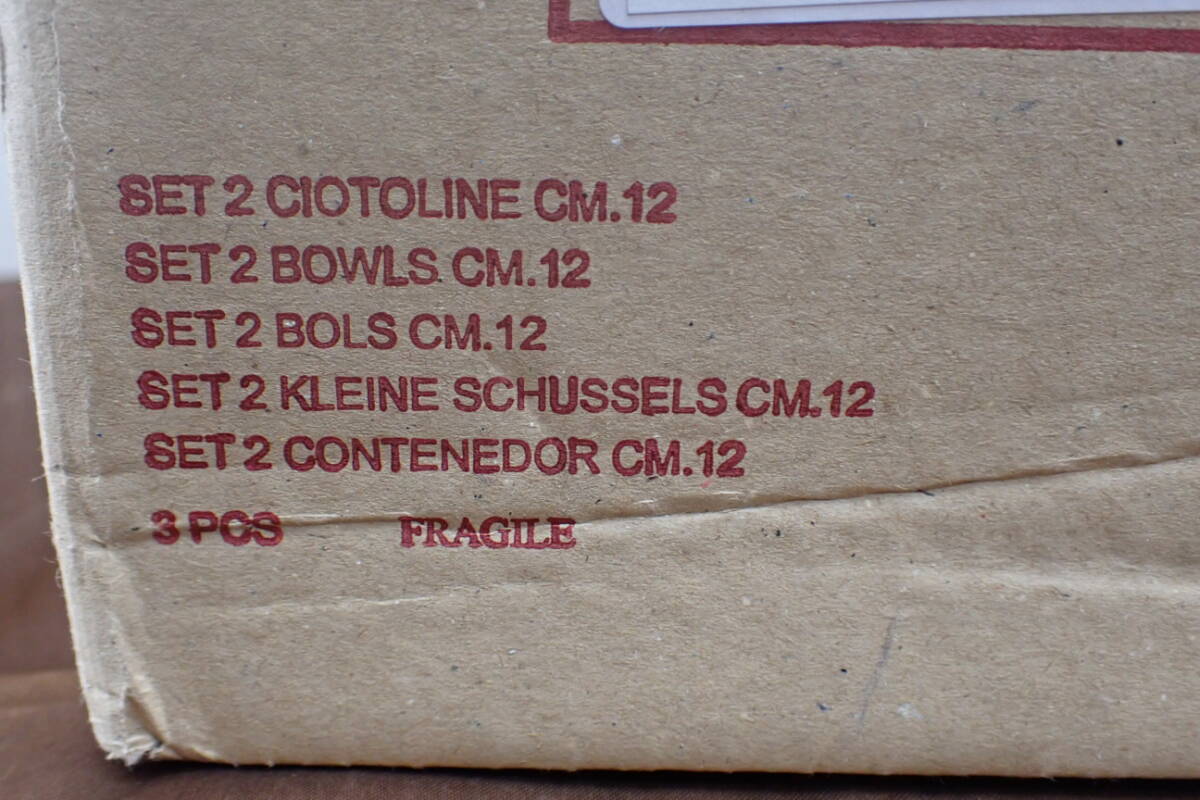 SET 2 CIOTOLINE CM.12
SET 2 BOWLS CM.12
SET 2 BOLS CM.12
SET 2 KLEINE SCHUSSELS CM.12
SET 2 CONTENEDOR CM.12
3 PCS FRAGILE